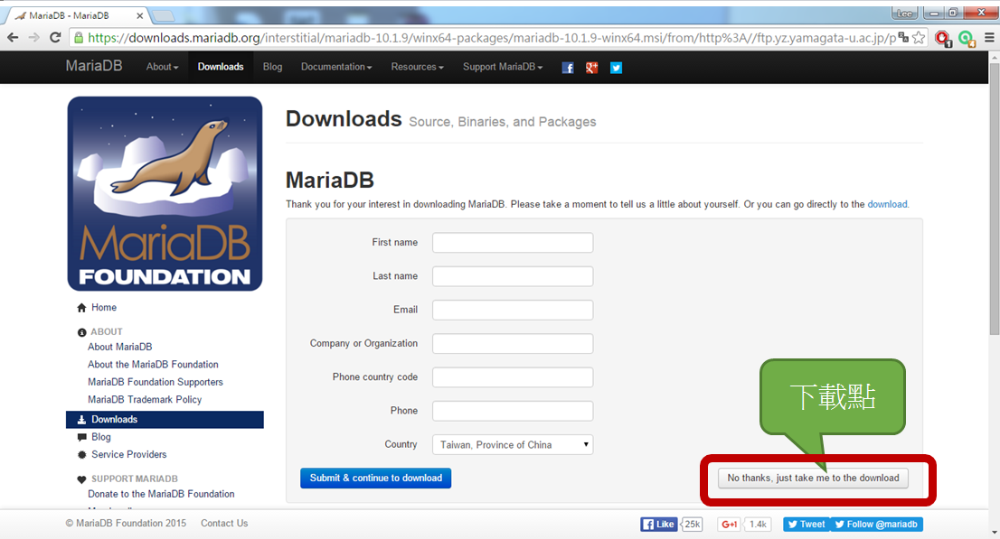 MariaDB - MariaDB
Lee
https://downloads.mariadb.org/interstitial/mariadb-10.1.9/winx64-packages/mariadb-10.1.9-winx64.msi/from/http%3A//ftp.yz.yamagata-u.ac.jp/p
MariaDB About Downloads Blog Documentation Resources Support MariaDB
MariaDB
FOUNDATION
Home
ABOUT
About MariaDB
About the MariaDB Foundation
MariaDB Foundation Supporters
MariaDB Trademark Policy
Downloads
Blog
Service Providers
SUPPORT MARIADB
Donate to the MariaDB Foundation
Downloads Source, Binaries, and Packages
MariaDB
Thank you for your interest in downloading MariaDB. Please take a moment to tell us a little about yourself. Or you can go directly to the download.
First name
Last name
Email
Company or Organization
Phone country code
Phone
Country Taiwan, Province of China
下載點
Submit & continue to download No thanks, just take me to the download
© MariaDB Foundation 2015 Contact Us Like 25k G+1 1.4k Tweet Follow @mariadb